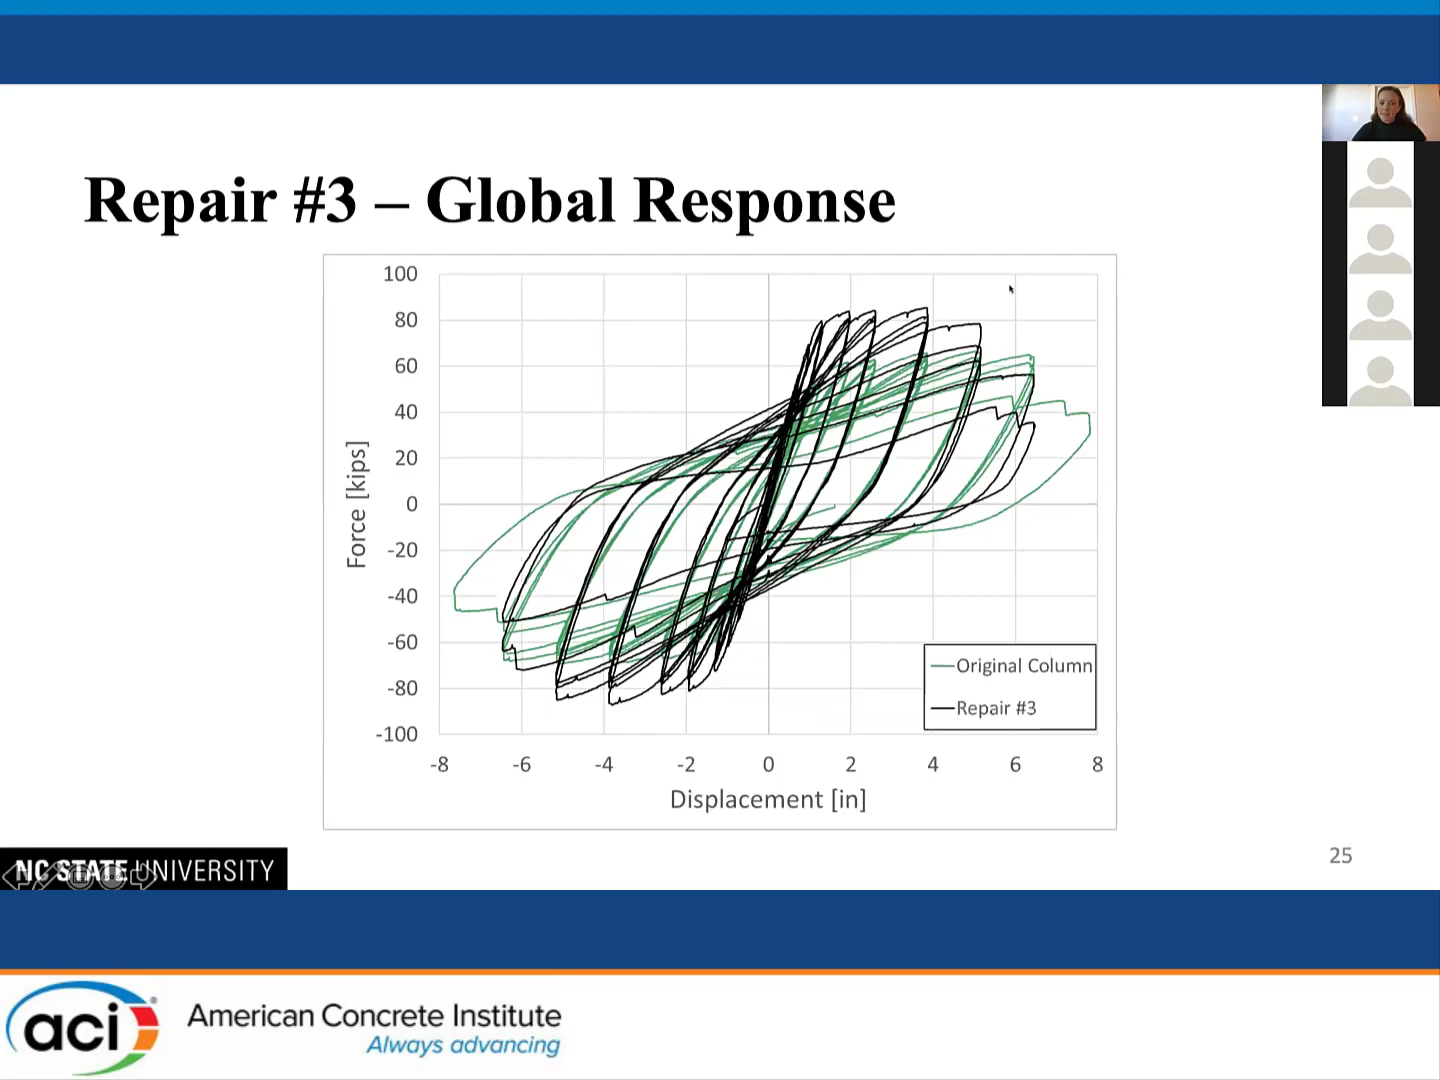 Repair #3 – Global Response
100
80
60
40
20
0
-20
-40
-60
-80
-100
Force [kips]
-8 -6 -4 -2 0 2 4 6 8
Displacement [in]
Original Column
Repair #3
NC STATE UNIVERSITY
25
aci
American Concrete Institute
Always advancing